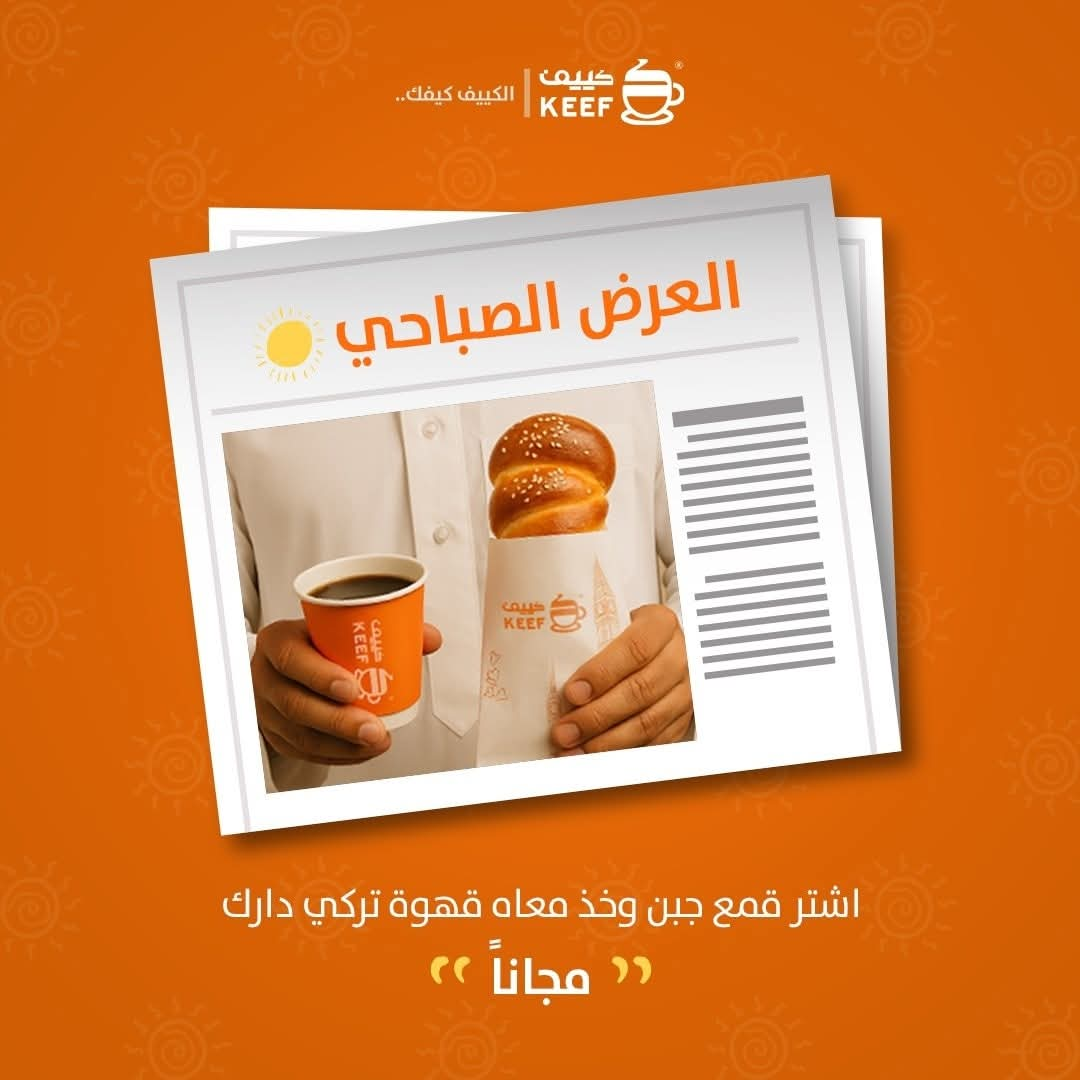 كييف
KEEF
®
الكييف كيفك..
العرض الصباحي
كييف
KEEF
كييف
KEEF
اشتر قمع جبن وخذ معاه قهوة تركي دارك
” مجاناً “